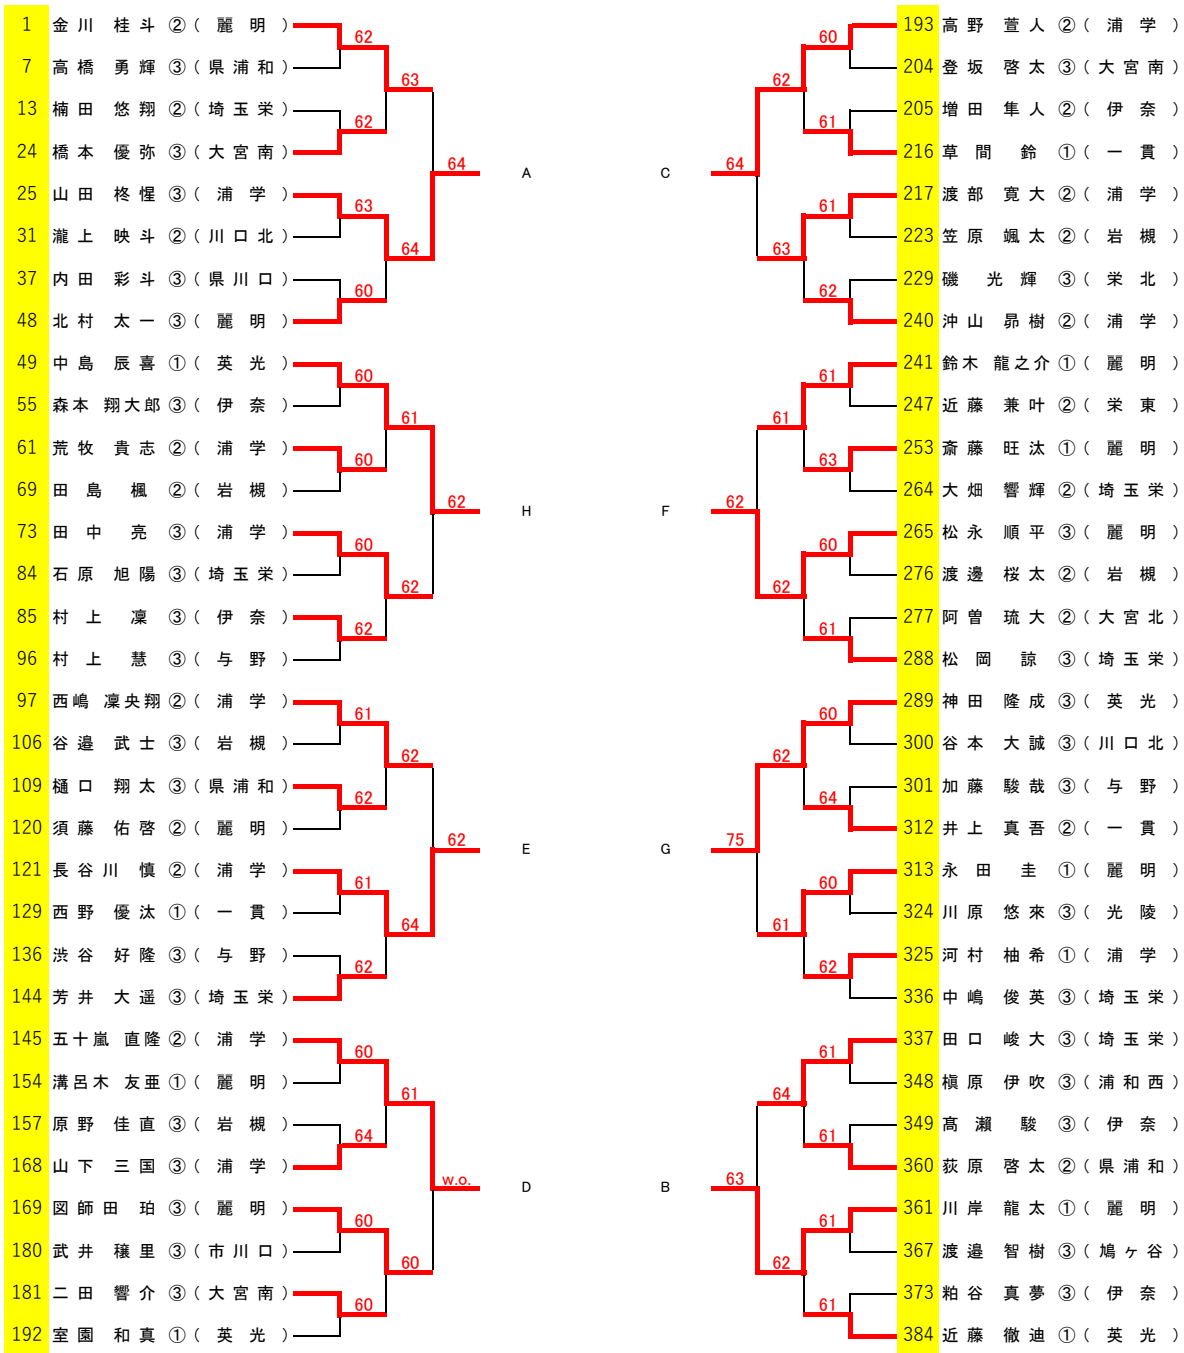 1 金川 桂斗 ② ( 麗明 )
62
7 高橋 勇輝 ③ ( 県浦和 )
63
13 楠田 悠翔 ② ( 埼玉栄 )
62
24 橋本 優弥 ③ ( 大宮南 )
64 A
25 山田 柊惺 ③ ( 浦学 )
63
31 瀧上 映斗 ② ( 川口北 )
64
37 内田 彩斗 ③ ( 県川口 )
60
48 北村 太一 ③ ( 麗明 )
49 中島 辰喜 ① ( 英光 )
60
55 森本 翔大郎 ③ ( 伊奈 )
61
61 荒牧 貴志 ② ( 浦学 )
60
69 田島 楓 ② ( 岩槻 )
62 H
73 田中 亮 ③ ( 浦学 )
60
84 石原 旭陽 ③ ( 埼玉栄 )
62
85 村上 凜 ③ ( 伊奈 )
62
96 村上 慧 ③ ( 与野 )
97 西嶋 凜央翔 ② ( 浦学 )
61
106 谷邉 武士 ③ ( 岩槻 )
62
109 樋口 翔太 ③ ( 県浦和 )
62
120 須藤 佑啓 ② ( 麗明 )
62 E
121 長谷川 慎 ② ( 浦学 )
61
129 西野 優汰 ① ( 一貫 )
64
136 渋谷 好隆 ③ ( 与野 )
62
144 芳井 大遥 ③ ( 埼玉栄 )
145 五十嵐 直隆 ② ( 浦学 )
60
154 溝呂木 友亜 ① ( 麗明 )
61
157 原野 佳直 ③ ( 岩槻 )
64
168 山下 三国 ③ ( 浦学 )
w.o. D
169 図師田 珀 ③ ( 麗明 )
60
180 武井 穣里 ③ ( 市川口 )
60
181 二田 響介 ③ ( 大宮南 )
60
192 室園 和真 ① ( 英光 )
193 高野 萱人 ② ( 浦学 )
60
204 登坂 啓太 ③ ( 大宮南 )
62
205 増田 隼人 ② ( 伊奈 )
61
216 草間 鈴 ① ( 一貫 )
C 64
217 渡部 寛大 ② ( 浦学 )
61
223 笠原 颯太 ② ( 岩槻 )
63
229 磯 光輝 ③ ( 栄北 )
62
240 沖山 昴樹 ② ( 浦学 )
241 鈴木 龍之介 ① ( 麗明 )
61
247 近藤 兼叶 ② ( 栄東 )
61
253 斎藤 旺汰 ① ( 麗明 )
63
264 大畑 響輝 ② ( 埼玉栄 )
F 62
265 松永 順平 ③ ( 麗明 )
60
276 渡邊 桜太 ② ( 岩槻 )
62
277 阿曽 琉大 ② ( 大宮北 )
61
288 松岡 諒 ③ ( 埼玉栄 )
289 神田 隆成 ③ ( 英光 )
60
300 谷本 大誠 ③ ( 川口北 )
62
301 加藤 駿哉 ③ ( 与野 )
64
312 井上 真吾 ② ( 一貫 )
G 75
313 永田 圭 ① ( 麗明 )
60
324 川原 悠來 ③ ( 光陵 )
61
325 河村 柚希 ① ( 浦学 )
62
336 中嶋 俊英 ③ ( 埼玉栄 )
337 田口 峻大 ③ ( 埼玉栄 )
61
348 槇原 伊吹 ③ ( 浦和西 )
64
349 髙瀬 駿 ③ ( 伊奈 )
61
360 荻原 啓太 ② ( 県浦和 )
B 63
361 川岸 龍太 ① ( 麗明 )
61
367 渡邉 智樹 ③ ( 鳩ヶ谷 )
62
373 粕谷 真夢 ③ ( 伊奈 )
61
384 近藤 徹迪 ① ( 英光 )